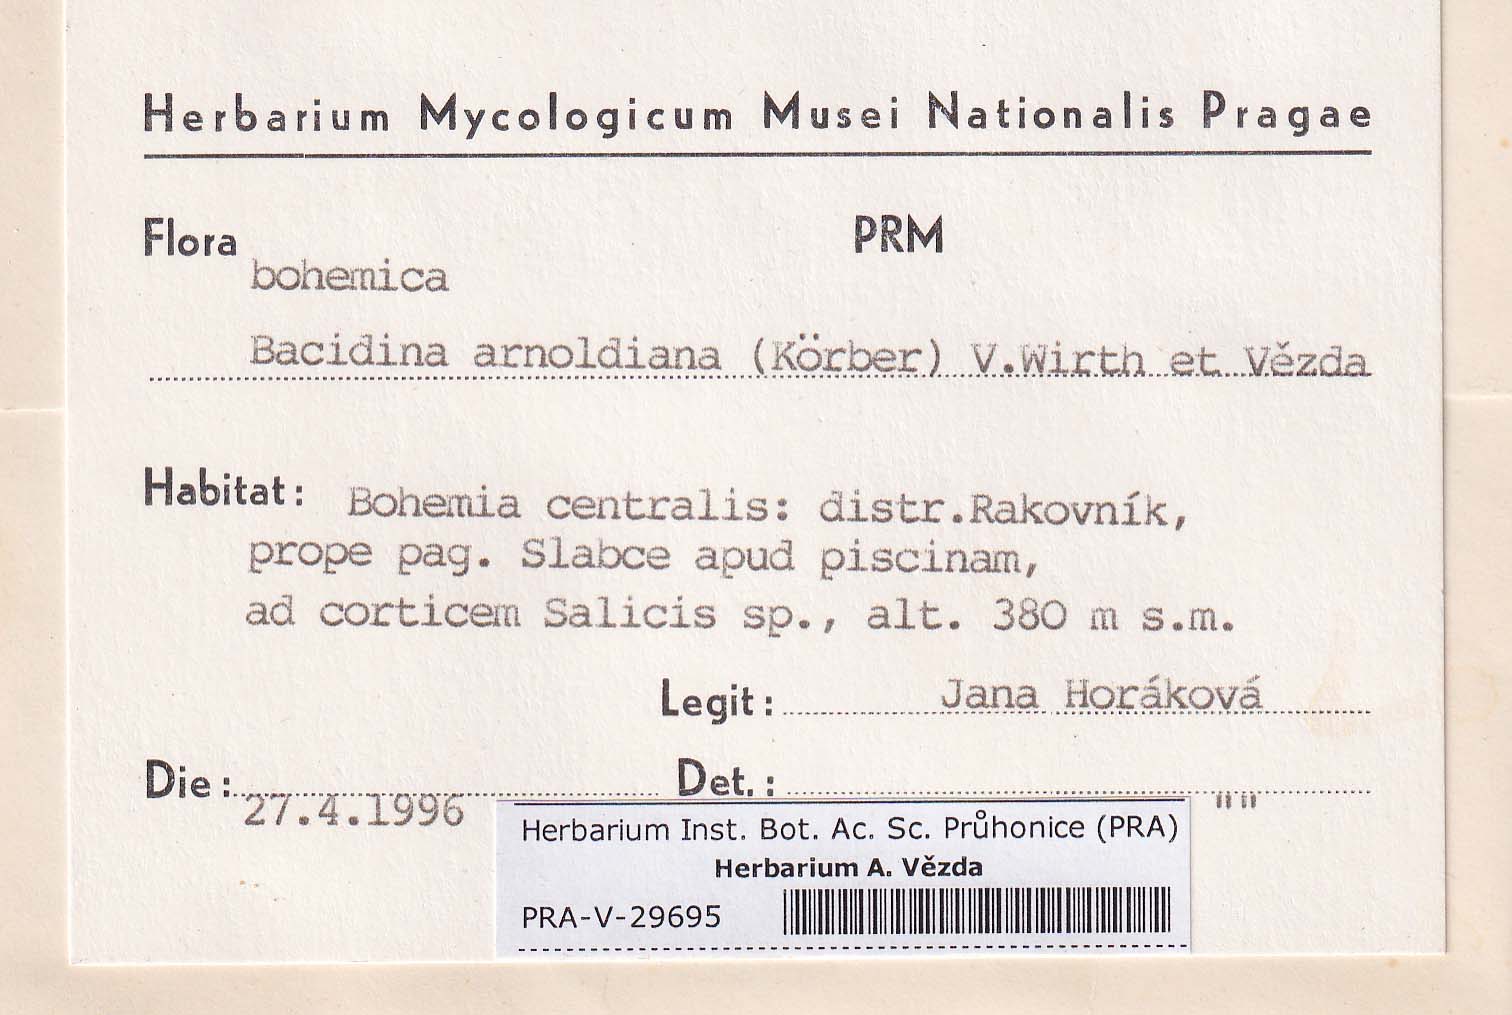 Herbarium Mycologicum Musei Nationalis Pragae
Flora PRM
bohemica
Bacidina arnoldiana (Körber) V.Wirth et Vězda
Habitat: Bohemia centralis: distr.Rakovník,
prope pag. Slabce apud piscinam,
ad corticem Salicis sp., alt. 380 m s.m.
Legit: Jana Horáková
Die: 27.4.1996 Det.: ""
Herbarium Inst. Bot. Ac. Sc. Průhonice (PRA)
Herbarium A. Vězda
PRA-V-29695